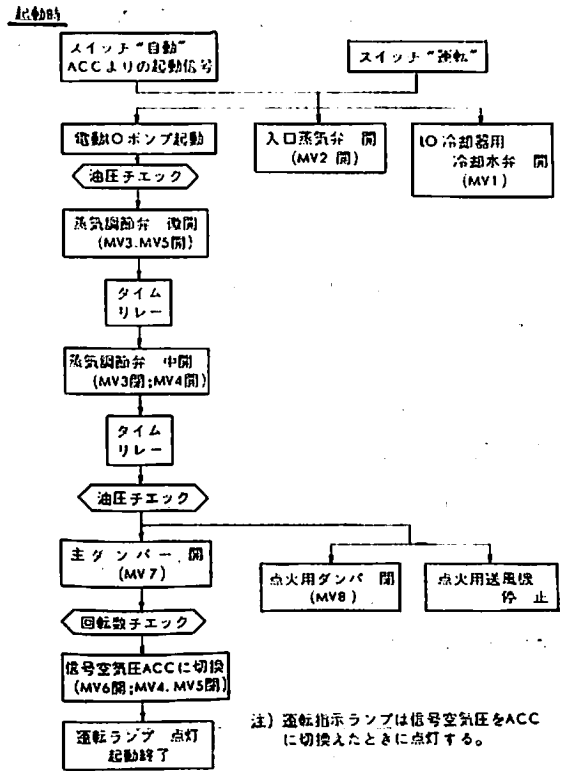 起動時
スイッチ"自動"
ACCよりの起動信号
スイッチ"運転"
電動LOポンプ起動
入口蒸気弁 開
(MV2 開)
LO冷却器用
冷却水弁 開
(MV1)
油圧チエック
蒸気調節弁 微開
(MV3.MV5開)
タイム
リレー
蒸気調節弁 中開
(MV3閉;MV4開)
タイム
リレー
油圧チエック
主ダンパー 開
(MV7)
点火用ダンパ 閉
(MV8)
点火用送風機
停 止
回転数チエック
信号空気圧ACCに切換
(MV6開;MV4.MV5閉)
運転ランプ 点灯
起動終了
注) 運転指示ランプは信号空気圧をACC
に切換えたときに点灯する。